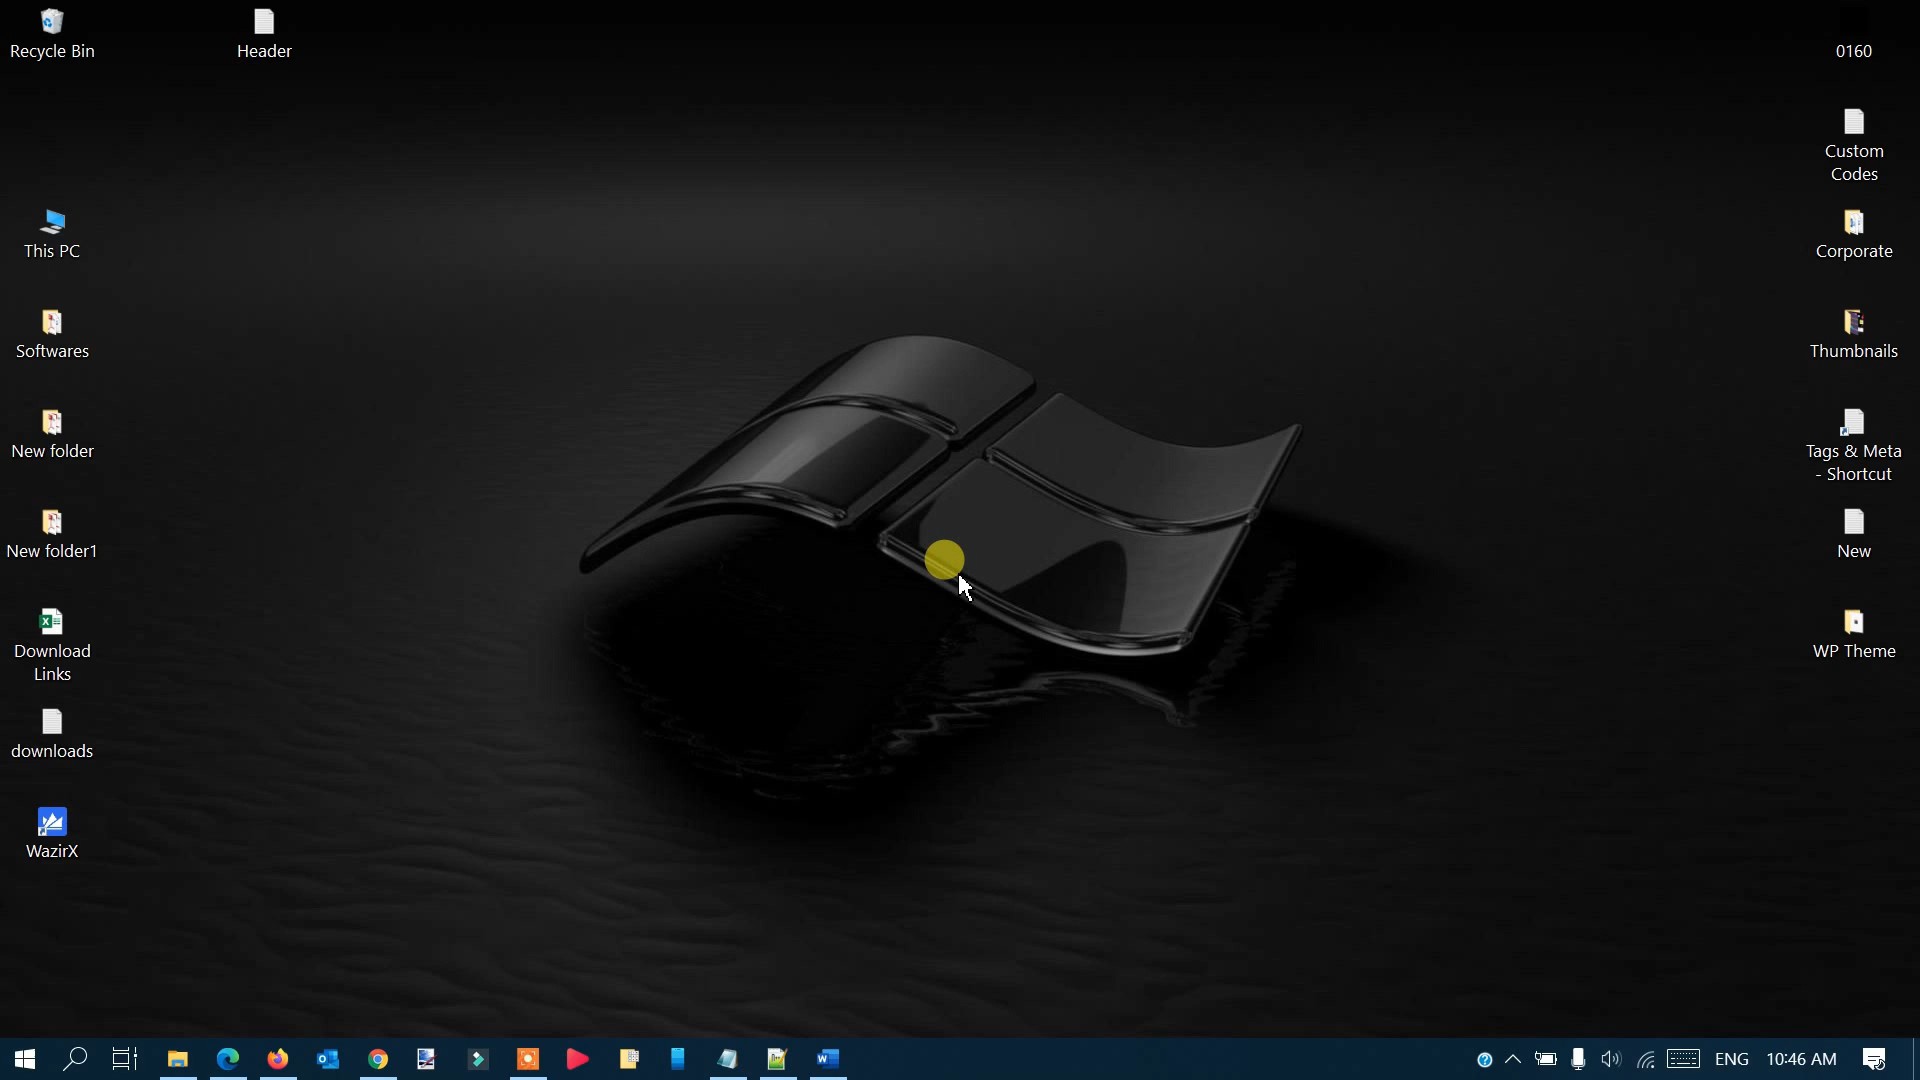 Recycle Bin
Header
0160
Custom
Codes
This PC
Corporate
Softwares
Thumbnails
New folder
Tags & Meta
- Shortcut
New folder1
New
Download
Links
WP Theme
downloads
WazirX
ENG
10:46 AM